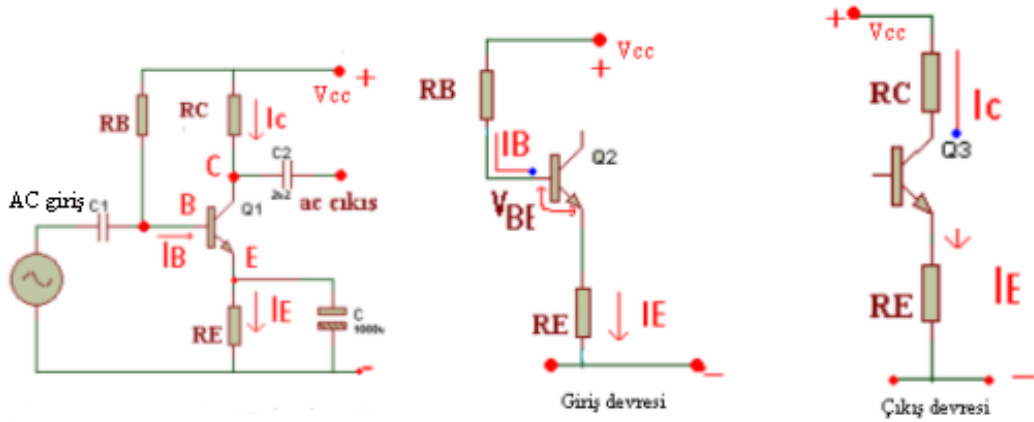 Vcc
+
RB
RC
Ic
C
C2
2u2
ac çıkış
AC giriş
C1
B
Q1
IB
E
IE
RE
C
1000u
-
Vcc
+
RB
IB
Q2
VBE
RE
IE
-
Giriş devresi
+
Vcc
RC
Ic
Q3
RE
IE
-
Çıkış devresi